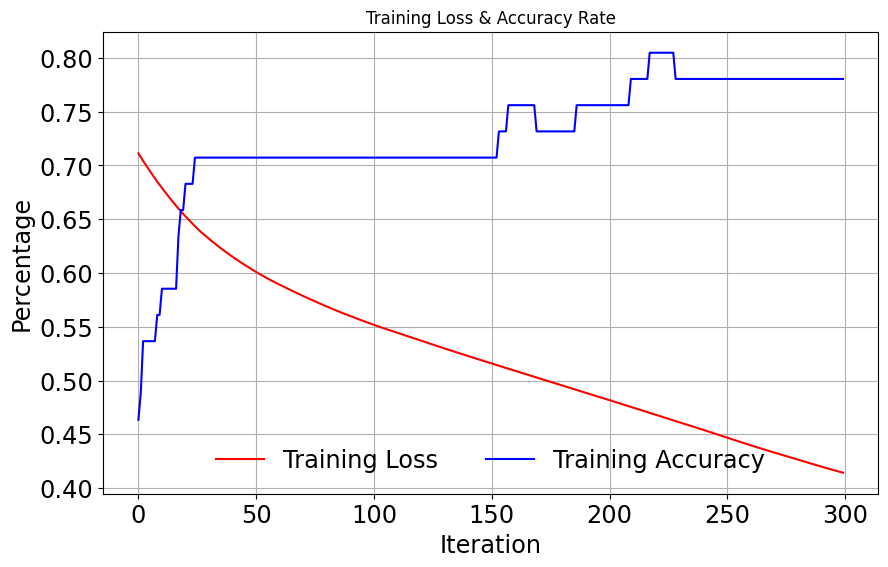 Training Loss & Accuracy Rate
Percentage
0.80
0.75
0.70
0.65
0.60
0.55
0.50
0.45
0.40
Training Loss
Training Accuracy
0 50 100 150 200 250 300
Iteration